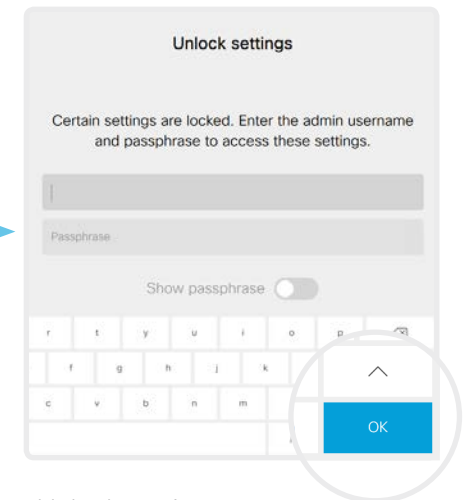 Unlock settings
Certain settings are locked. Enter the admin username
and passphrase to access these settings.
Passphrase
Show passphrase
r t y u i o p
f g h j k
c v b n m
OK